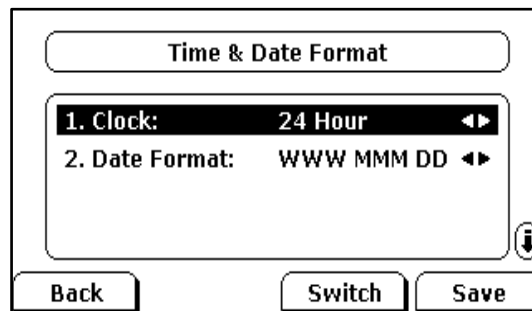 Time & Date Format
1. Clock: 24 Hour
2. Date Format: WWW MMM DD
Back Switch Save